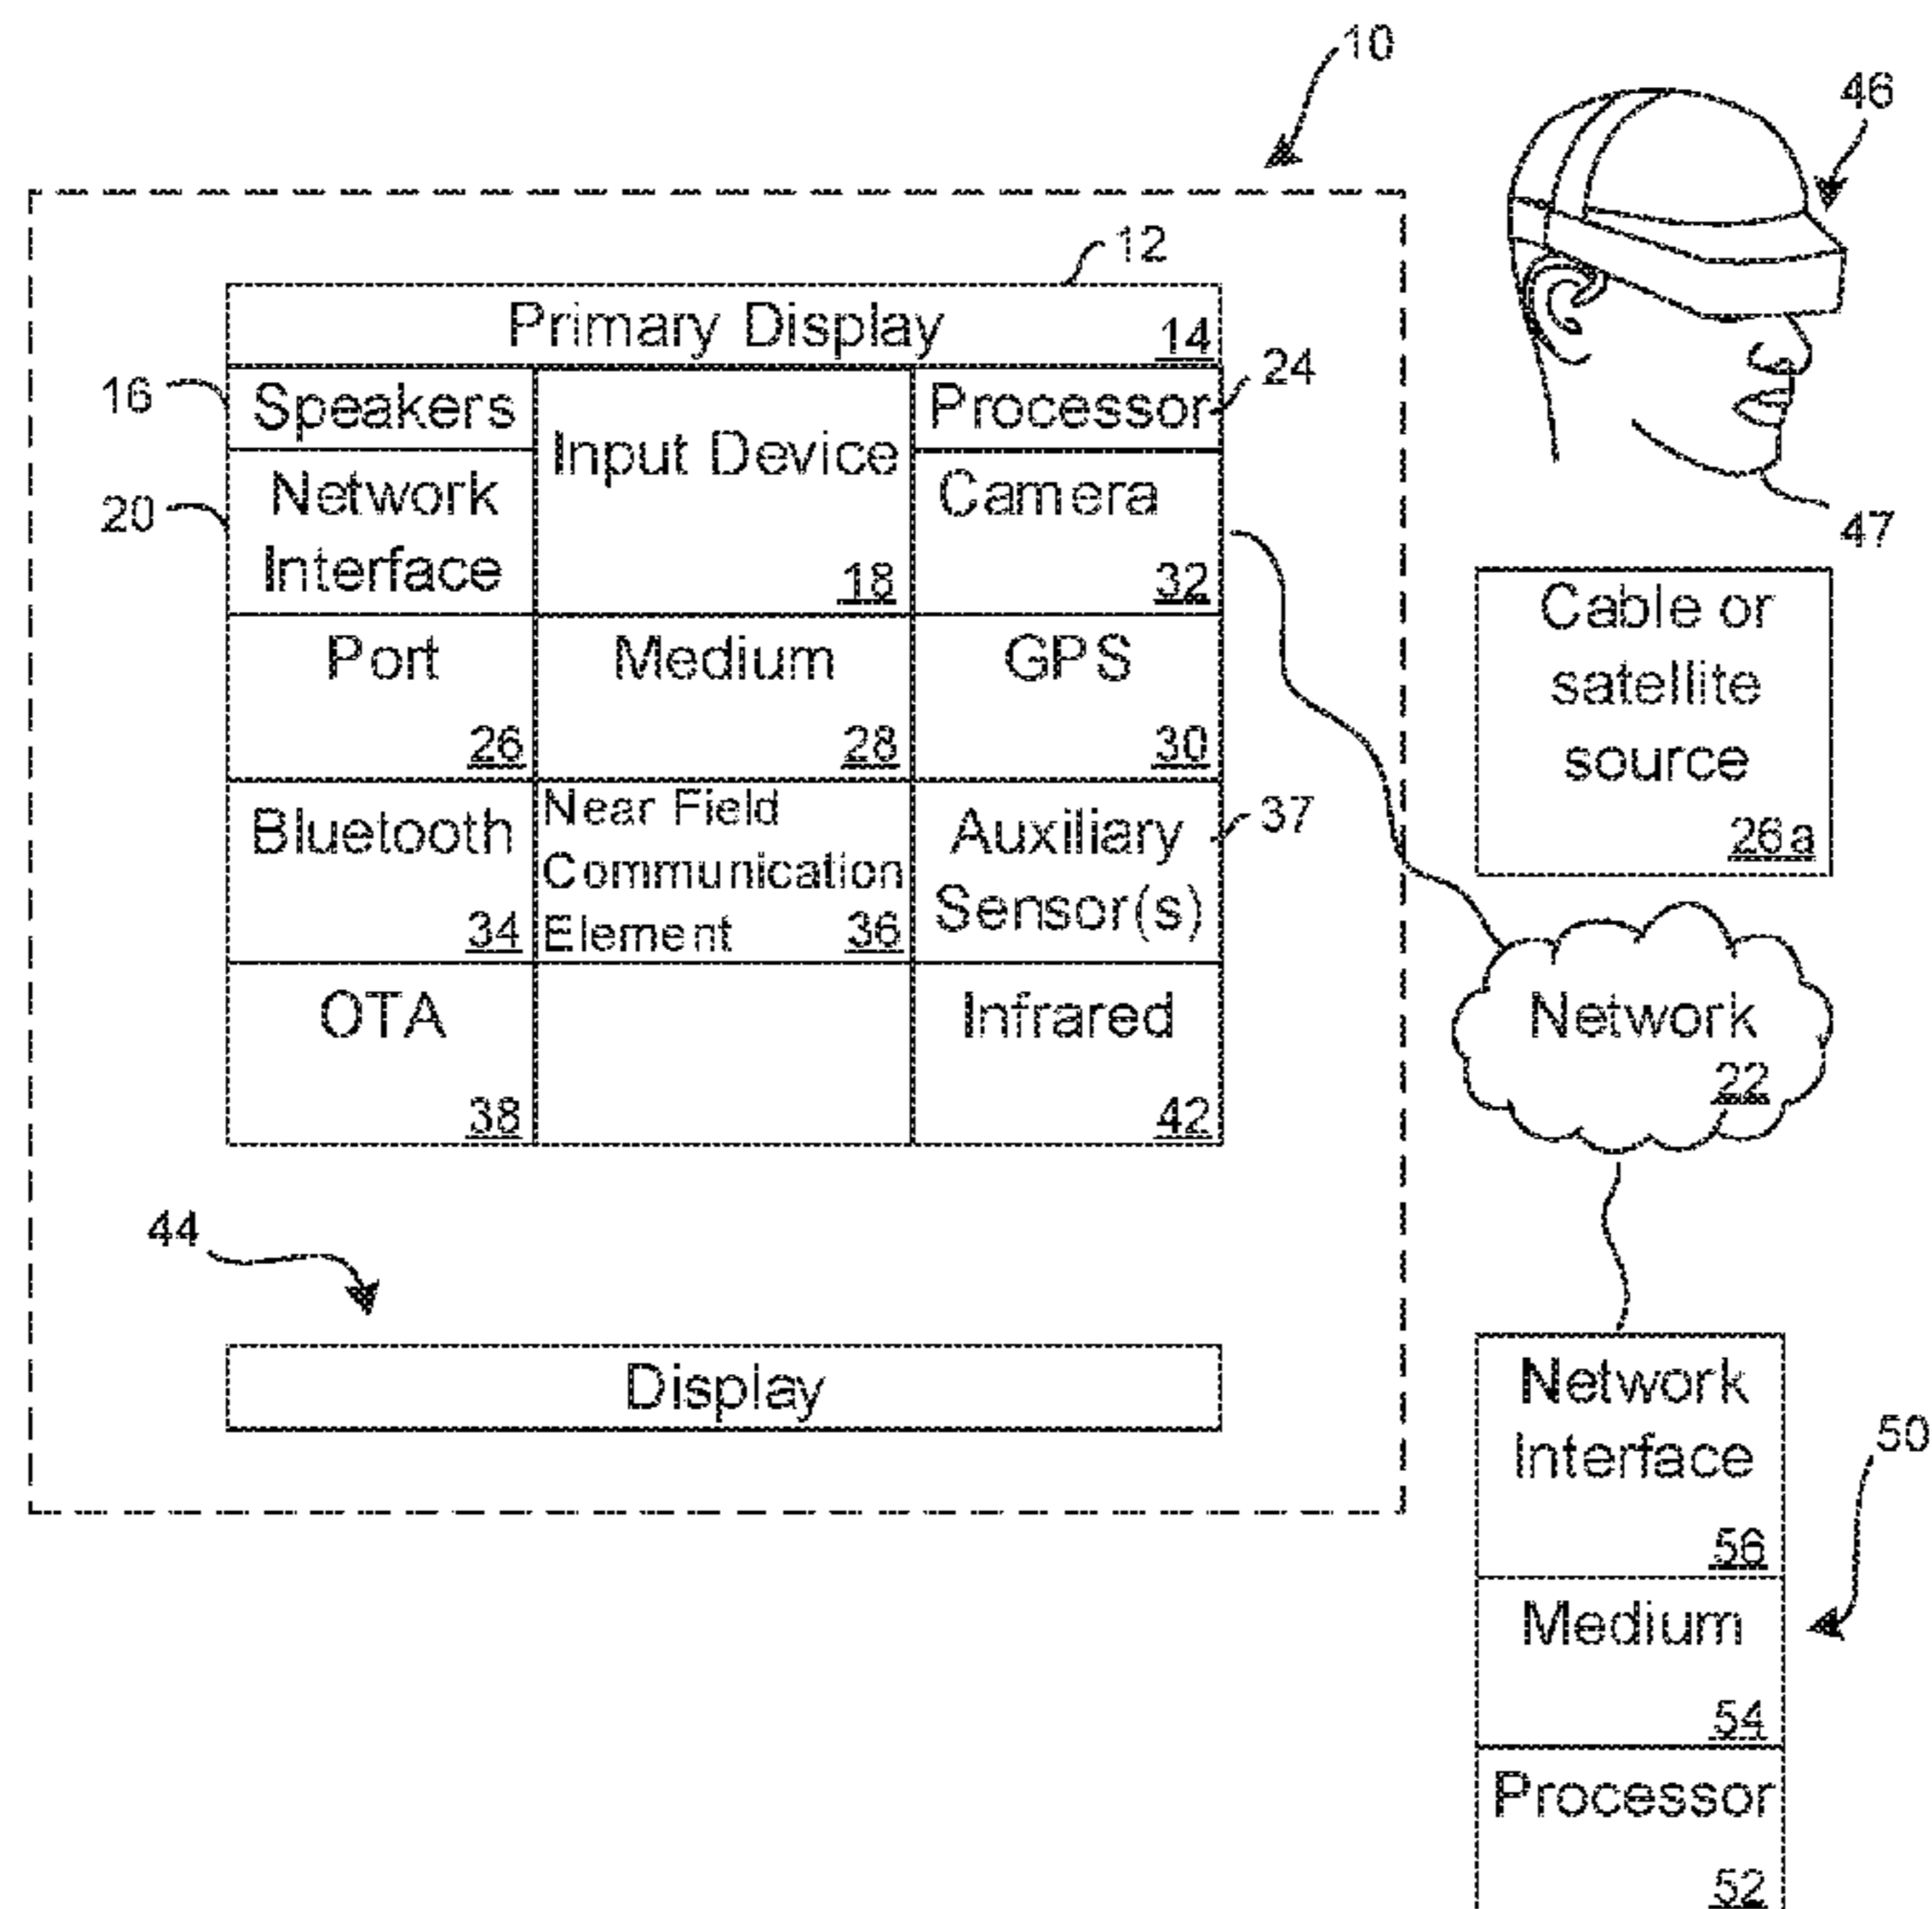 10
46
12
Primary Display
14
16
Speakers
Input Device
18
Processor
24
20
Network
Interface
Camera
32
47
Port
26
Medium
28
GPS
30
Cable or
satellite
source
26a
Bluetooth
34
Near Field
Communication
Element 36
Auxiliary
Sensor(s)
37
OTA
38
Infrared
42
Network
22
44
Display
Network
Interface
56
50
Medium
54
Processor
52